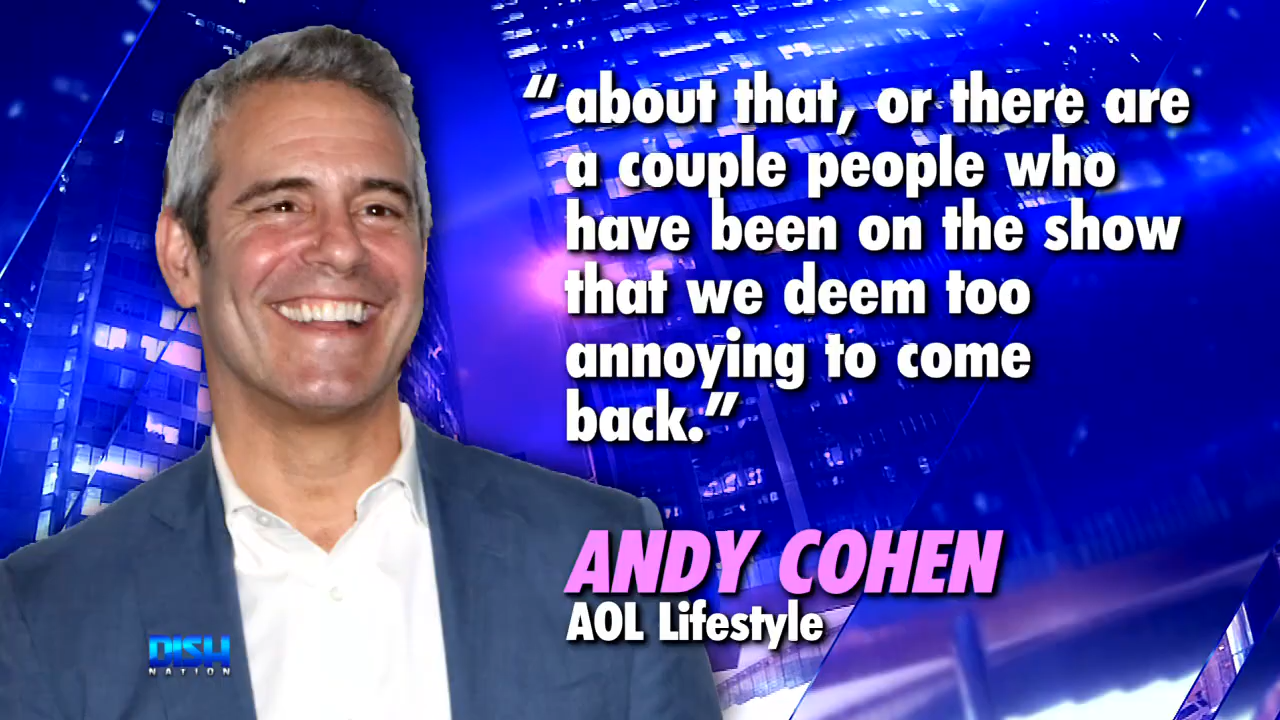 “about that, or there are
a couple people who
have been on the show
that we deem too
annoying to come
back.”
ANDY COHEN
AOL Lifestyle
DISH
NATION